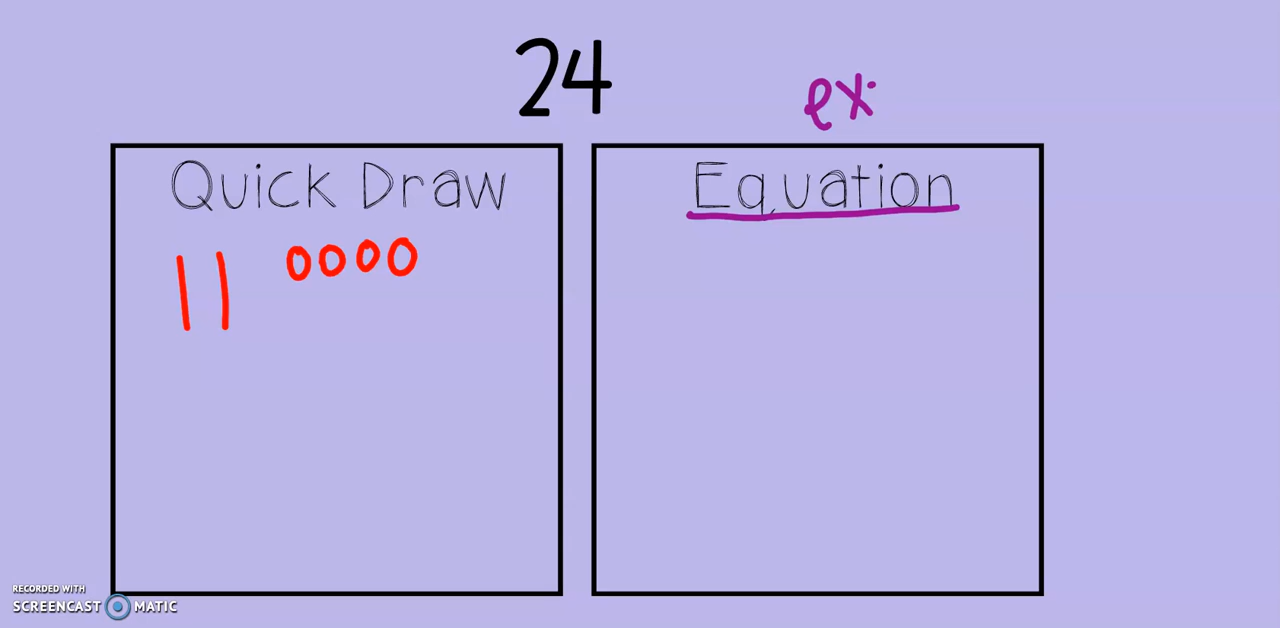 24
ex.
Quick Draw
Equation
RECORDED WITH
SCREENCAST MATIC